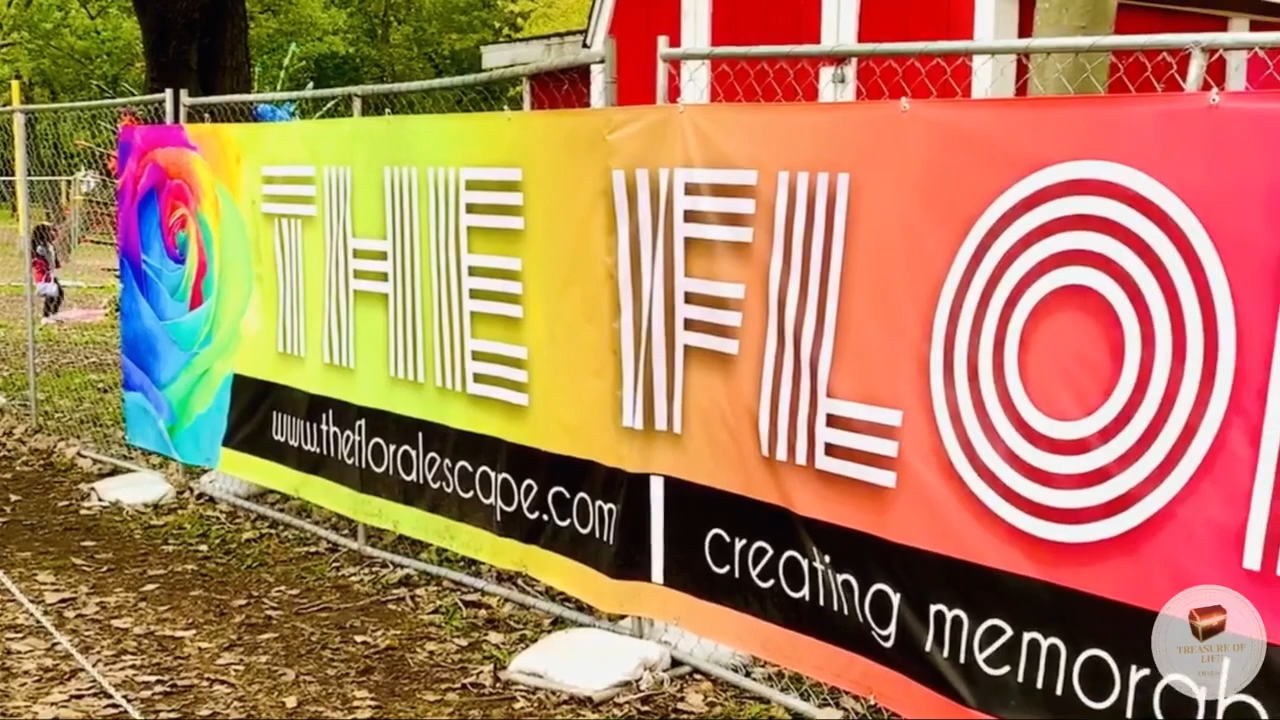 THE FLO
www.thefloralescape.com | creating memorab
TREASURE OF
LIFE